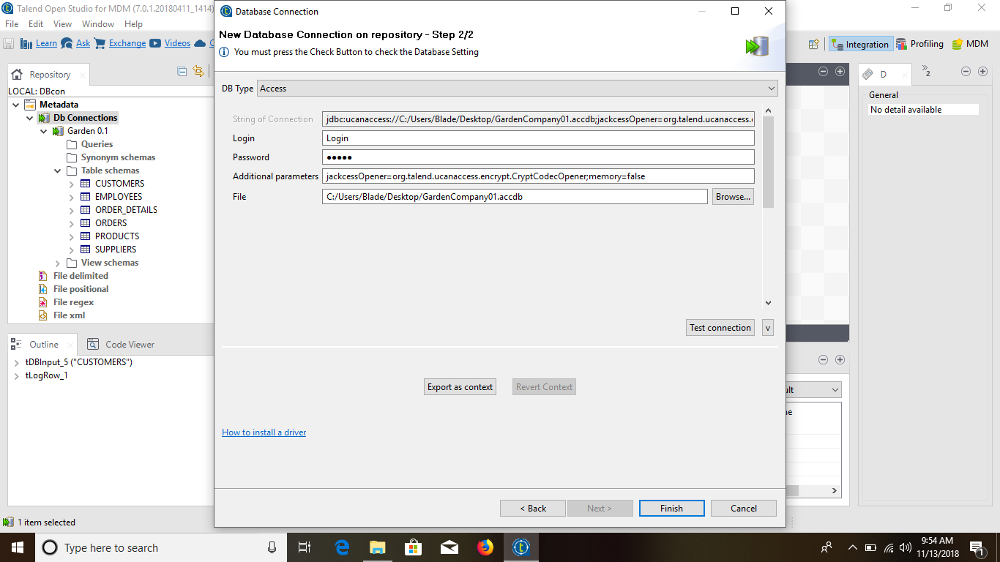 Talend Open Studio for MDM (7.0.1.20180411_1414)
File Edit View Window Help
Learn Ask Exchange Videos
Integration Profiling MDM
Repository
LOCAL: DBcon
Metadata
Db Connections
Garden 0.1
Queries
Synonym schemas
Table schemas
CUSTOMERS
EMPLOYEES
ORDER_DETAILS
ORDERS
PRODUCTS
SUPPLIERS
View schemas
File delimited
File positional
File regex
File xml
Outline Code Viewer
tDBInput_5 ("CUSTOMERS")
tLogRow_1
1 item selected
Database Connection
New Database Connection on repository - Step 2/2
You must press the Check Button to check the Database Setting
DB Type Access
String of Connection jdbc:ucanaccess://C:/Users/Blade/Desktop/GardenCompany01.accdb;jackcessOpener=org.talend.ucanaccess.
Login Login
Password ●●●●●
Additional parameters jackcessOpener=org.talend.ucanaccess.encrypt.CryptCodecOpener;memory=false
File C:/Users/Blade/Desktop/GardenCompany01.accdb Browse...
Test connection v
Export as context Revert Context
How to install a driver
< Back Next > Finish Cancel
D
2
General
No detail available
ult
ne
Type here to search
9:54 AM
11/13/2018
1